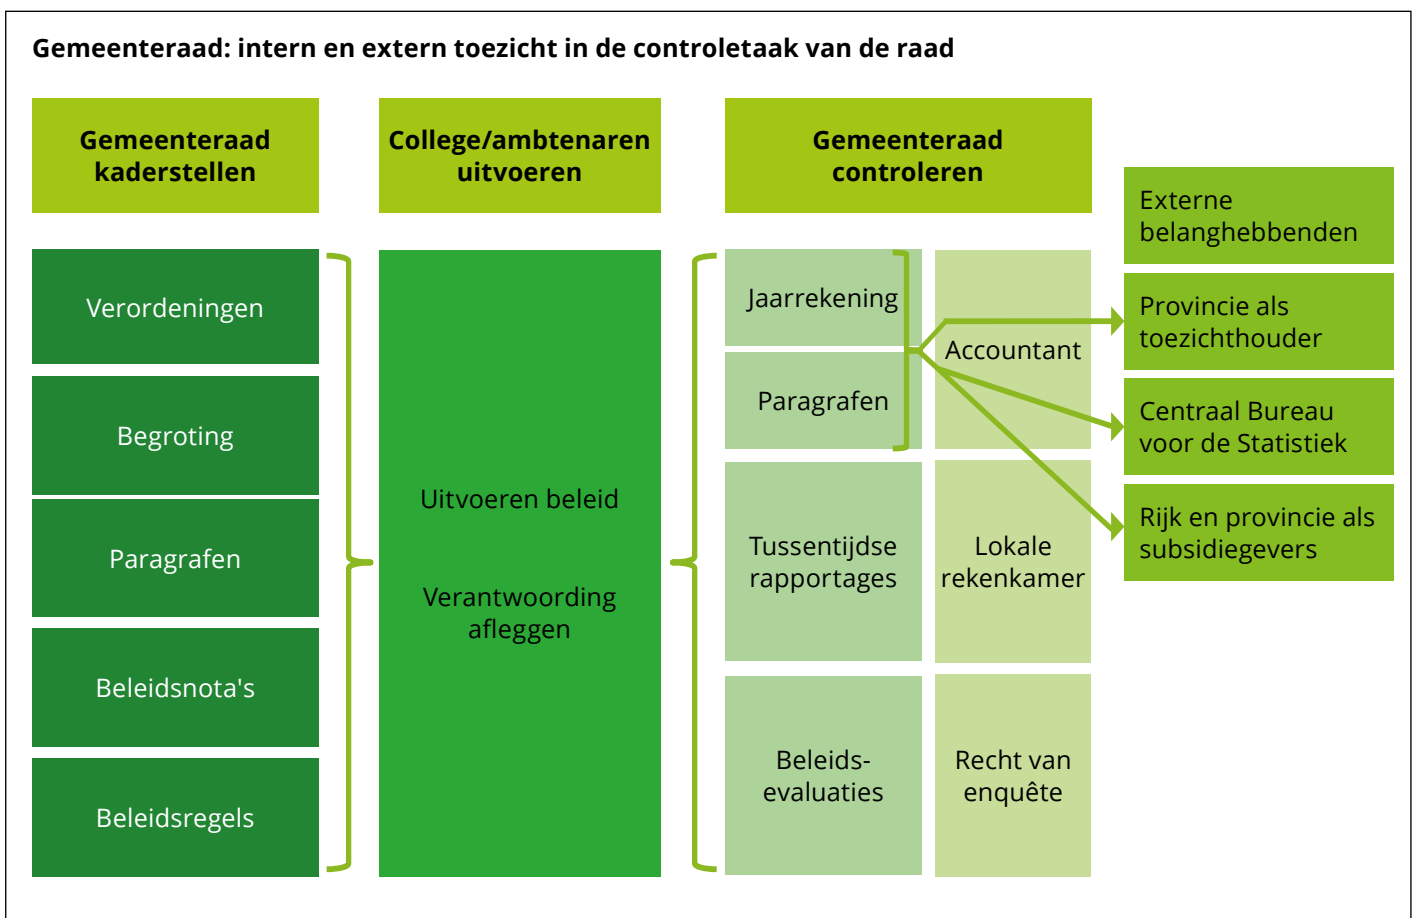 Gemeenteraad: intern en extern toezicht in de controletaak van de raad
Gemeenteraad
kaderstellen
College/ambtenaren
uitvoeren
Gemeenteraad
controleren
Verordeningen
Begroting
Paragrafen
Beleidsnota's
Beleidsregels
Uitvoeren beleid
Verantwoording
afleggen
Jaarrekening
Paragrafen
Tussentijdse
rapportages
Beleids-
evaluaties
Accountant
Lokale
rekenkamer
Recht van
enquête
Externe
belanghebbenden
Provincie als
toezichthouder
Centraal Bureau
voor de Statistiek
Rijk en provincie als
subsidiegevers